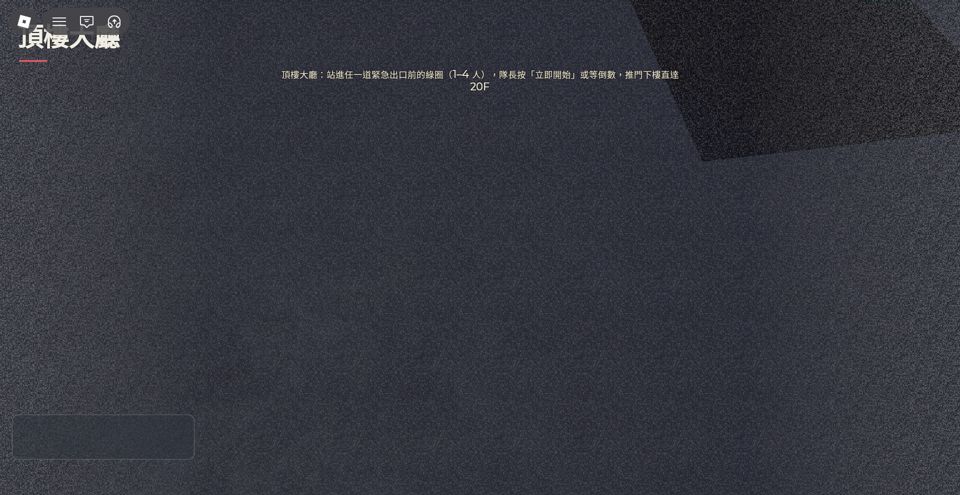 頂樓大廳
頂樓大廳：站進任一道緊急出口前的綠圈（1–4 人），隊長按「立即開始」或等倒數，推門下樓直達
20F